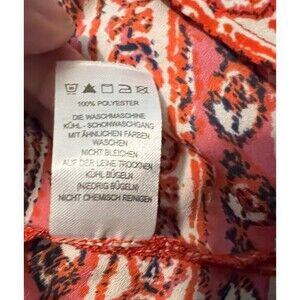 100% POLYESTER
DIE WASCHMASCHINE
KÜHL - SCHONWASCHGANG
MIT ÄHNLICHEN FARBEN
WASCHEN
NICHT BLEICHEN
AUF DER LEINE TROCKNEN
KÜHL BÜGELN
(NIEDRIG BÜGELN)
NICHT CHEMISCH REINIGEN